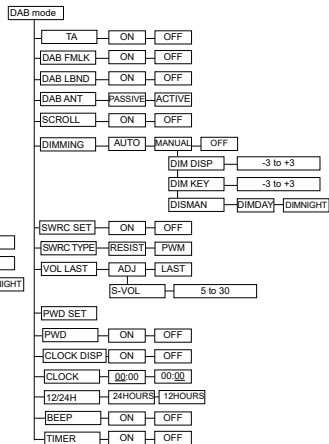 DAB mode
TA ON OFF
DAB FMLK ON OFF
DAB LBND ON OFF
DAB ANT PASSIVE ACTIVE
SCROLL ON OFF
DIMMING AUTO MANUAL OFF
DIM DISP -3 to +3
DIM KEY -3 to +3
DISMAN DIMDAY DIMNIGHT
SWRC SET ON OFF
SWRC TYPE RESIST PWM
VOL LAST ADJ LAST
S-VOL 5 to 30
PWD SET
PWD ON OFF
CLOCK DISP ON OFF
CLOCK 00:00 00:00
12/24H 24HOURS 12HOURS
BEEP ON OFF
TIMER ON OFF